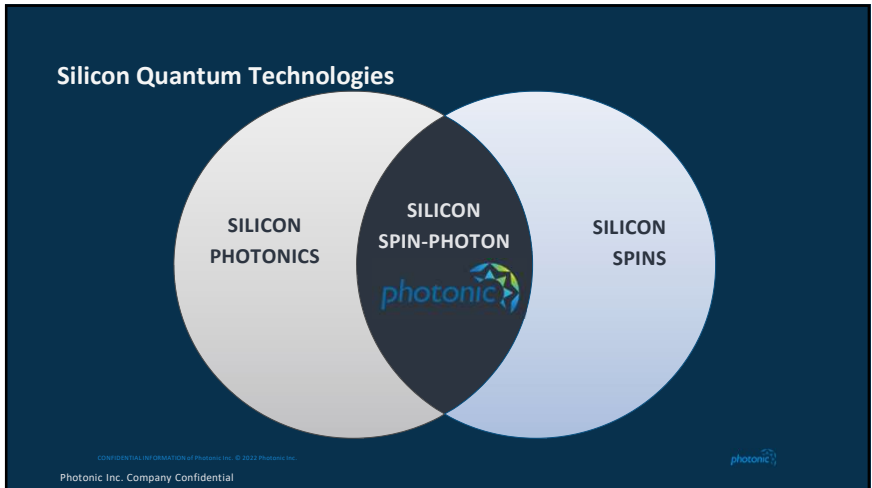 Silicon Quantum Technologies
SILICON
PHOTONICS
SILICON
SPIN-PHOTON
photonic
SILICON
SPINS
CONFIDENTIAL INFORMATION of Photonic Inc. © 2022 Photonic Inc.
photonic
Photonic Inc. Company Confidential